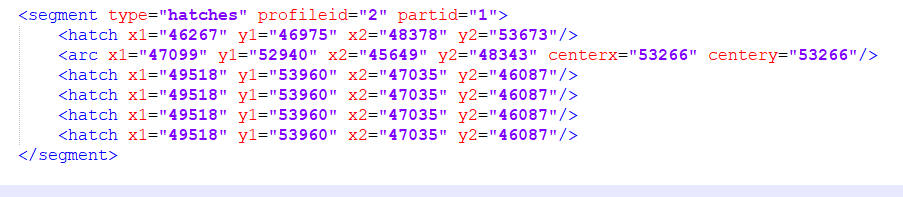 <segment type="hatches" profileid="2" partid="1">
<hatch x1="46267" y1="46975" x2="48378" y2="53673"/>
<arc x1="47099" y1="52940" x2="45649" y2="48343" centerx="53266" centery="53266"/>
<hatch x1="49518" y1="53960" x2="47035" y2="46087"/>
<hatch x1="49518" y1="53960" x2="47035" y2="46087"/>
<hatch x1="49518" y1="53960" x2="47035" y2="46087"/>
<hatch x1="49518" y1="53960" x2="47035" y2="46087"/>
</segment>